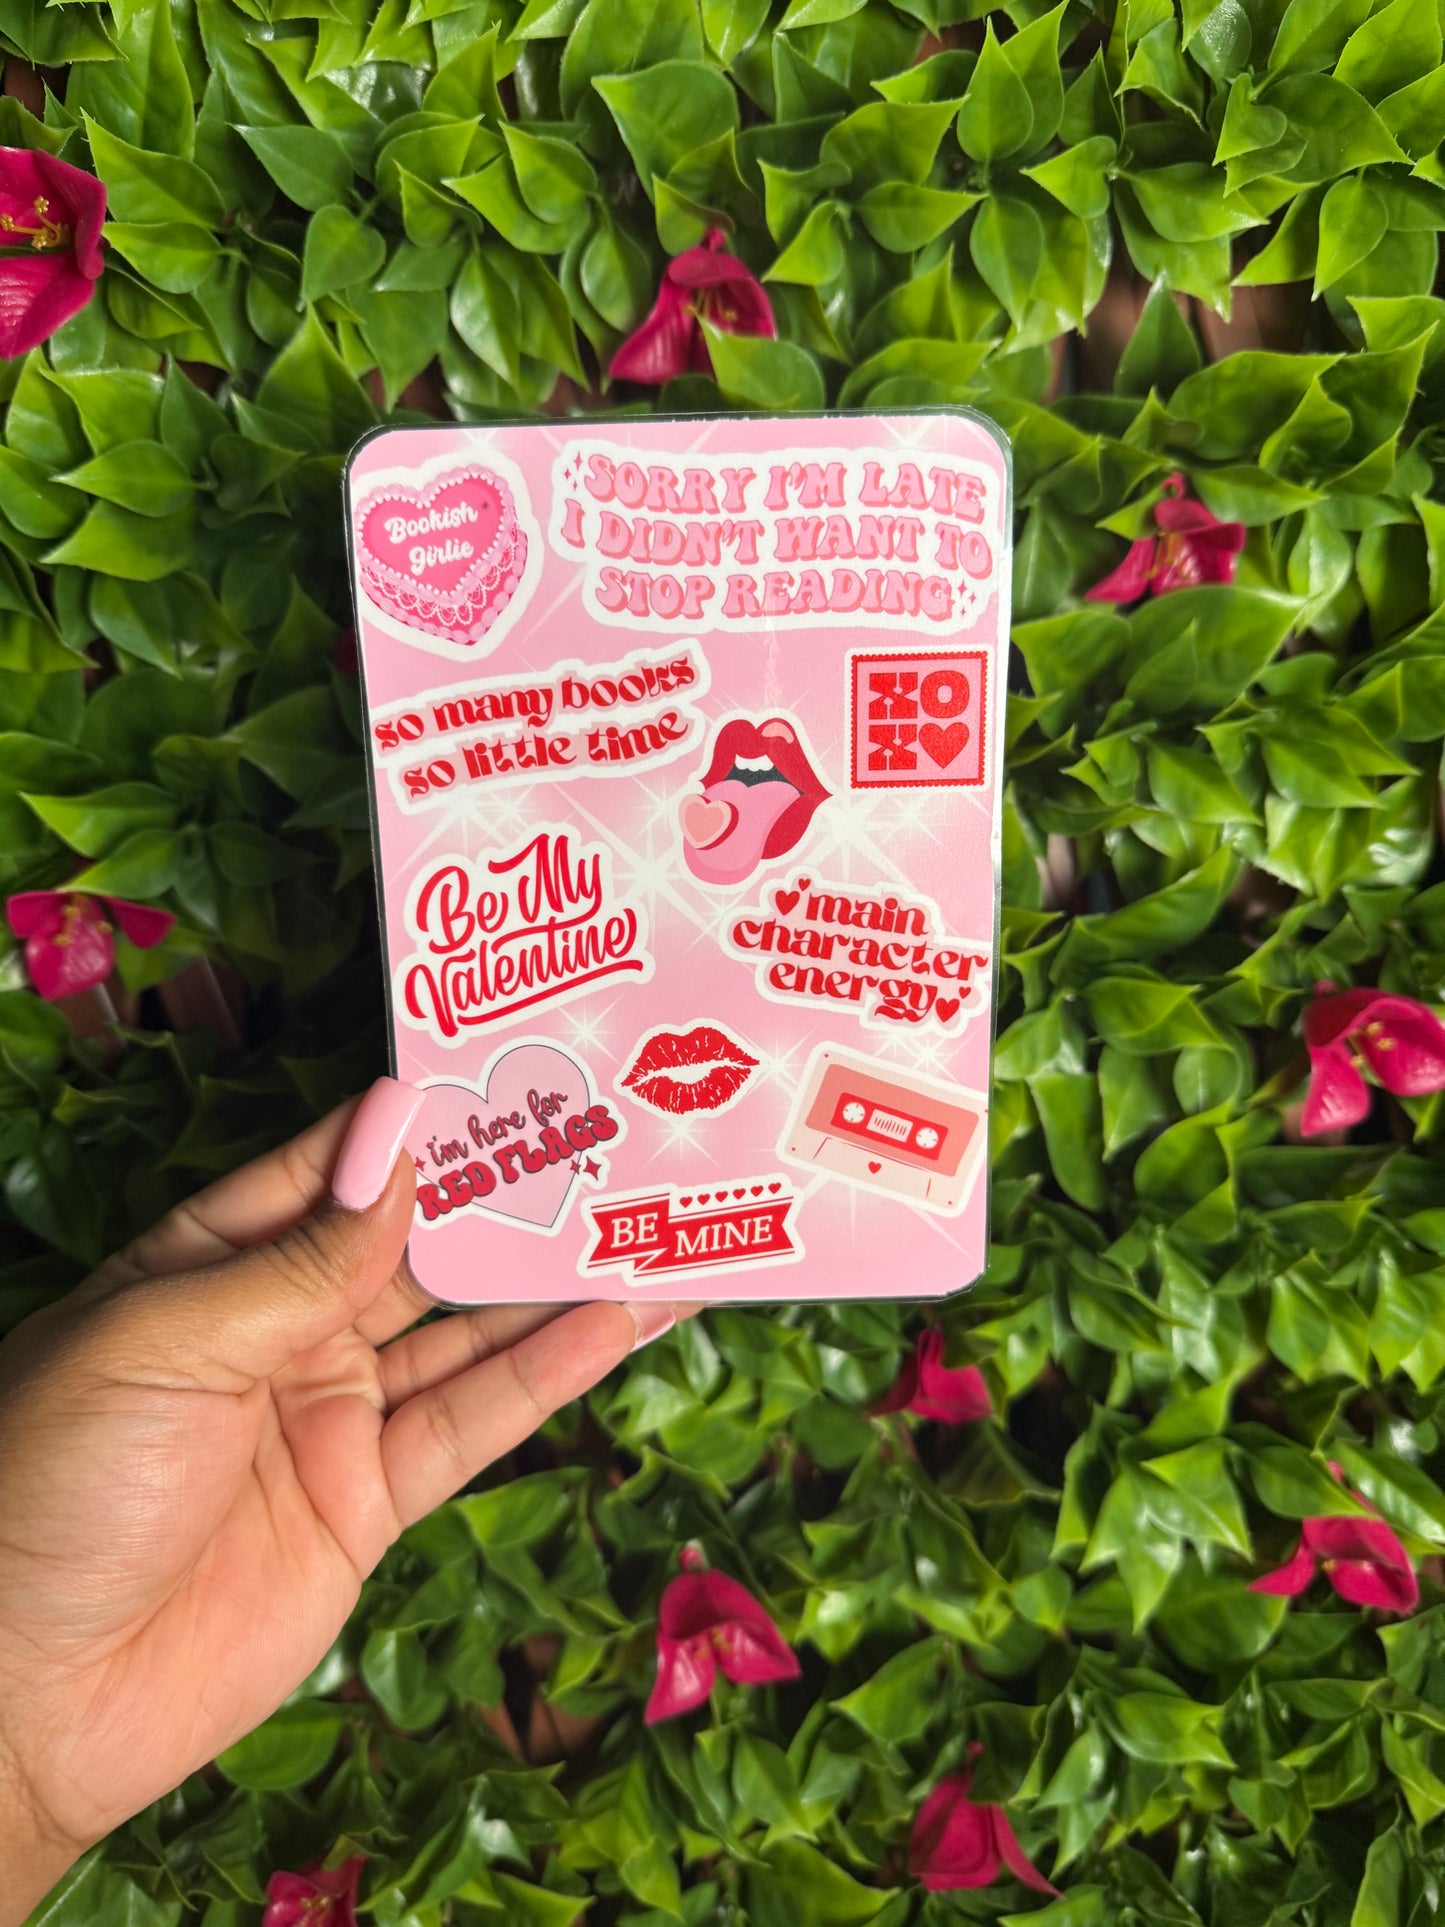 Bookish
girlie
SORRY I'M LATE
I DIDN'T WANT TO
STOP READING
so many books
so little time
XO
X
Be My
Valentine
main
character
energy
i'm here for
RED FLAGS
BE MINE